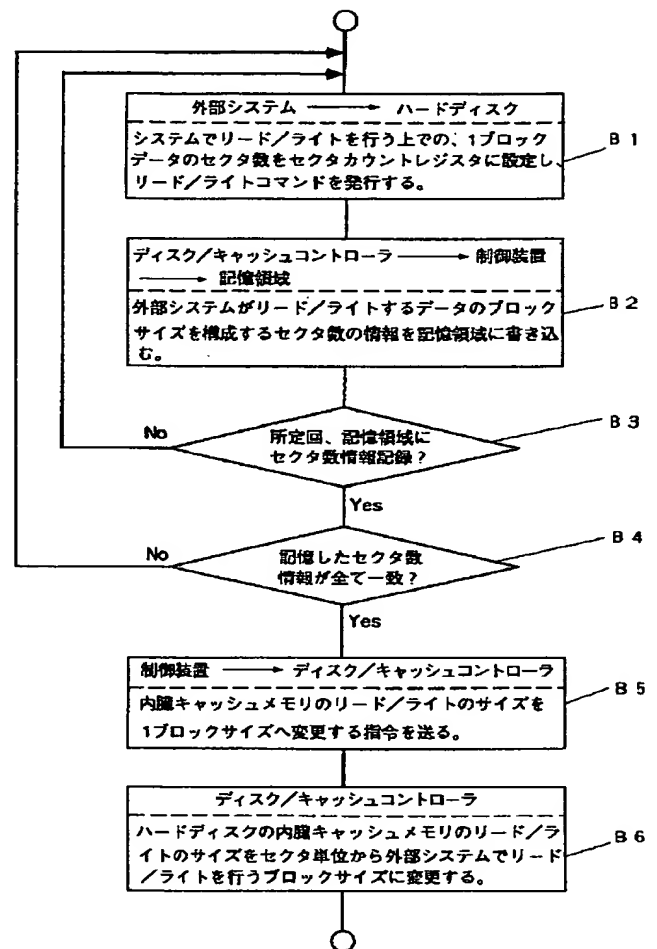 外部システム ──→ ハードディスク
システムでリード／ライトを行う上での、1ブロック
データのセクタ数をセクタカウントレジスタに設定し
リード／ライトコマンドを発行する。
B1
ディスク／キャッシュコントローラ ──→ 制御装置
──→ 記憶領域
外部システムがリード／ライトするデータのブロック
サイズを構成するセクタ数の情報を記憶領域に書き込
む。
B2
所定回、記憶領域に
セクタ数情報記録？
B3
No
Yes
記憶したセクタ数
情報が全て一致？
B4
No
Yes
制御装置 ──→ ディスク／キャッシュコントローラ
内臓キャッシュメモリのリード／ライトのサイズを
1ブロックサイズへ変更する指令を送る。
B5
ディスク／キャッシュコントローラ
ハードディスクの内臓キャッシュメモリのリード／ラ
イトのサイズをセクタ単位から外部システムでリード
／ライトを行うブロックサイズに変更する。
B6